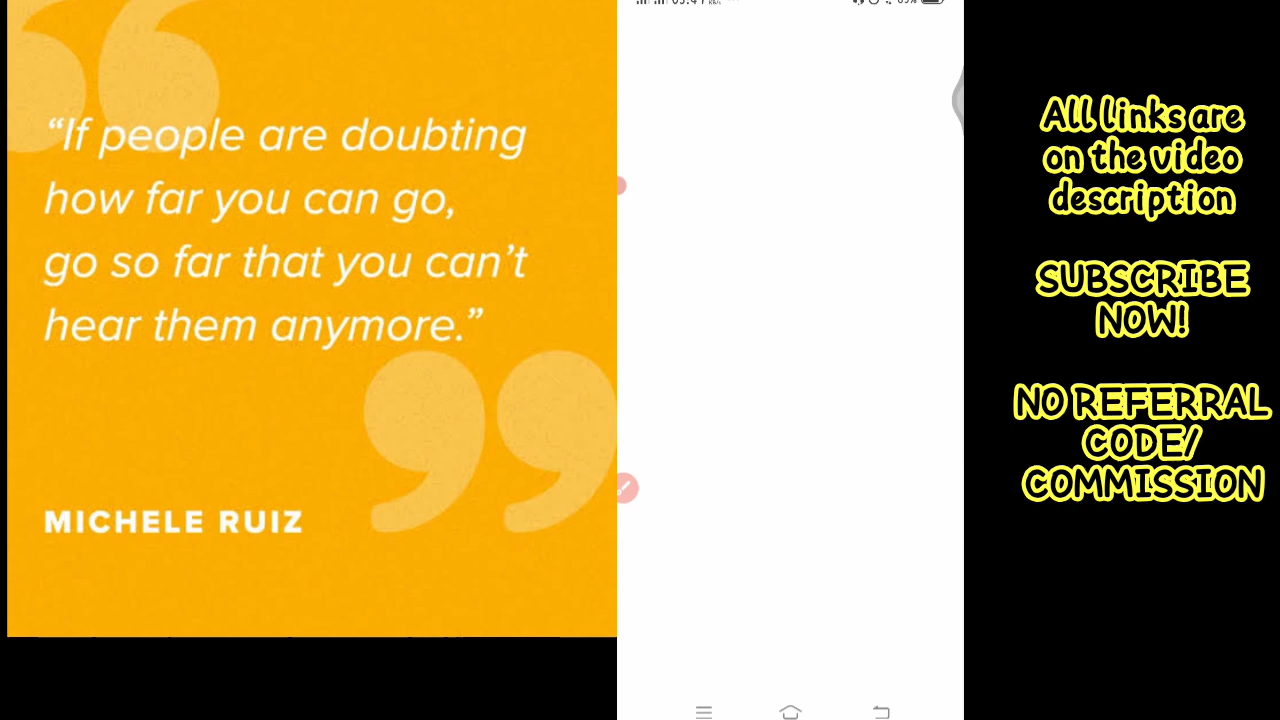 “If people are doubting
how far you can go,
go so far that you can’t
hear them anymore.”
MICHELE RUIZ
All links are
on the video
description
SUBSCRIBE
NOW!
NO REFERRAL
CODE/
COMMISSION